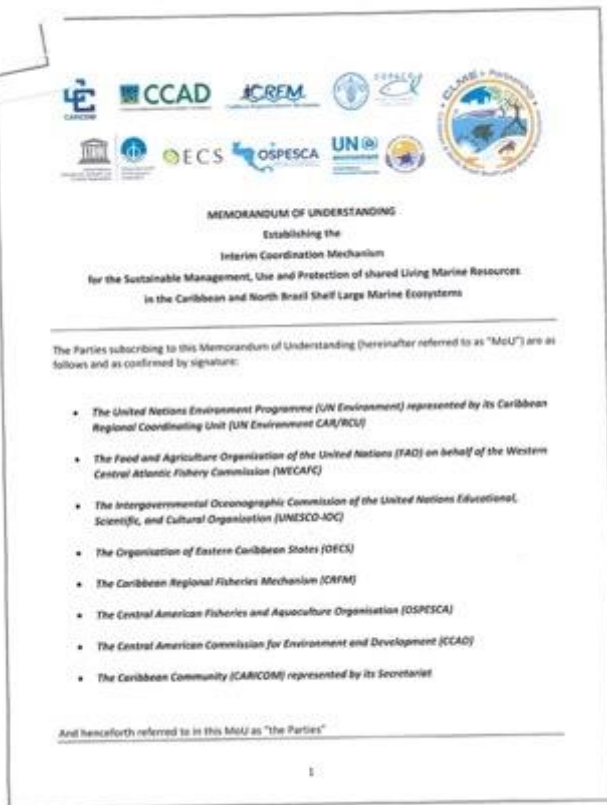 CARICOM
CCAD
CRFM
OECS
OSPESCA
UN
environment
CLME+ Partnership
MEMORANDUM OF UNDERSTANDING
Establishing the
Interim Coordination Mechanism
for the Sustainable Management, Use and Protection of shared Living Marine Resources
in the Caribbean and North Brazil Shelf Large Marine Ecosystems
The Parties subscribing to this Memorandum of Understanding (hereinafter referred to as "MoU") are as
follows and as confirmed by signature:
• The United Nations Environment Programme (UN Environment) represented by its Caribbean
Regional Coordinating Unit (UN Environment CAR/RCU)
• The Food and Agriculture Organization of the United Nations (FAO) on behalf of the Western
Central Atlantic Fishery Commission (WECAFC)
• The Intergovernmental Oceanographic Commission of the United Nations Educational,
Scientific, and Cultural Organization (UNESCO-IOC)
• The Organisation of Eastern Caribbean States (OECS)
• The Caribbean Regional Fisheries Mechanism (CRFM)
• The Central American Fisheries and Aquaculture Organisation (OSPESCA)
• The Central American Commission for Environment and Development (CCAD)
• The Caribbean Community (CARICOM) represented by its Secretariat
And henceforth referred to in this MoU as "the Parties"
1